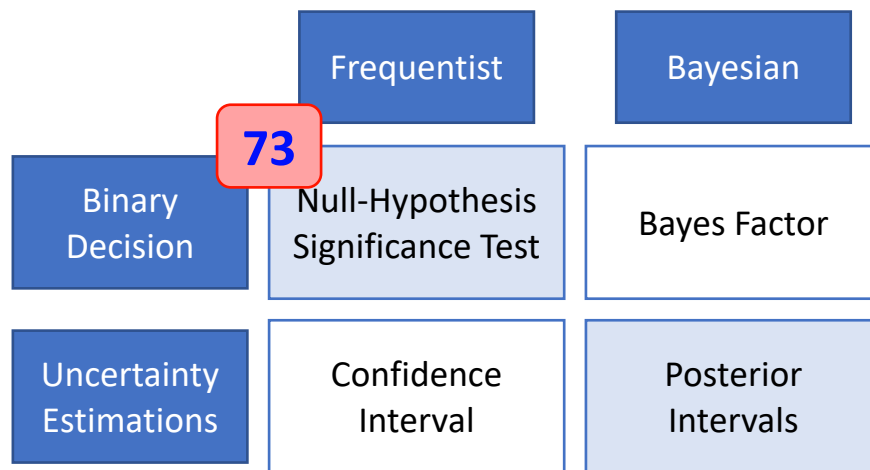 Frequentist
Bayesian
73
Binary
Decision
Null-Hypothesis
Significance Test
Bayes Factor
Uncertainty
Estimations
Confidence
Interval
Posterior
Intervals